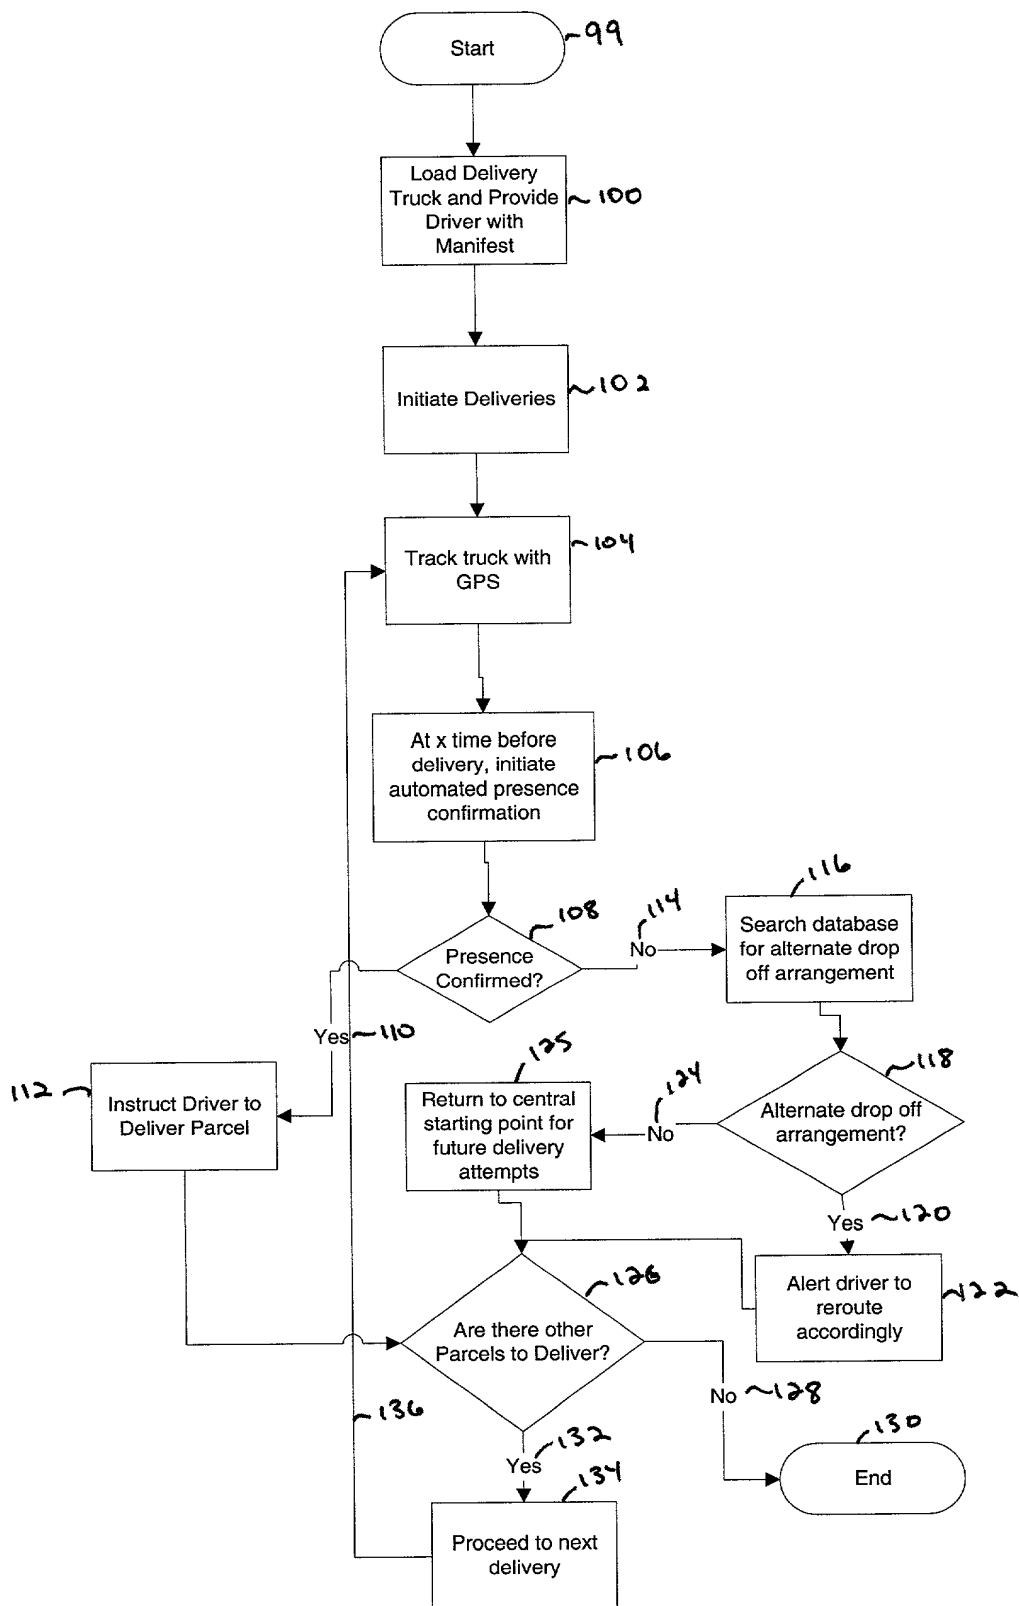 Start
99
Load Delivery
Truck and Provide
Driver with
Manifest
100
Initiate Deliveries
102
Track truck with
GPS
104
At x time before
delivery, initiate
automated presence
confirmation
106
Presence
Confirmed?
108
No
114
Search database
for alternate drop
off arrangement
116
Yes
110
112
Instruct Driver to
Deliver Parcel
Return to central
starting point for
future delivery
attempts
125
No
124
Alternate drop off
arrangement?
118
Yes
120
Alert driver to
reroute
accordingly
122
Are there other
Parcels to Deliver?
126
No
128
136
Yes
132
End
130
Proceed to next
delivery
134